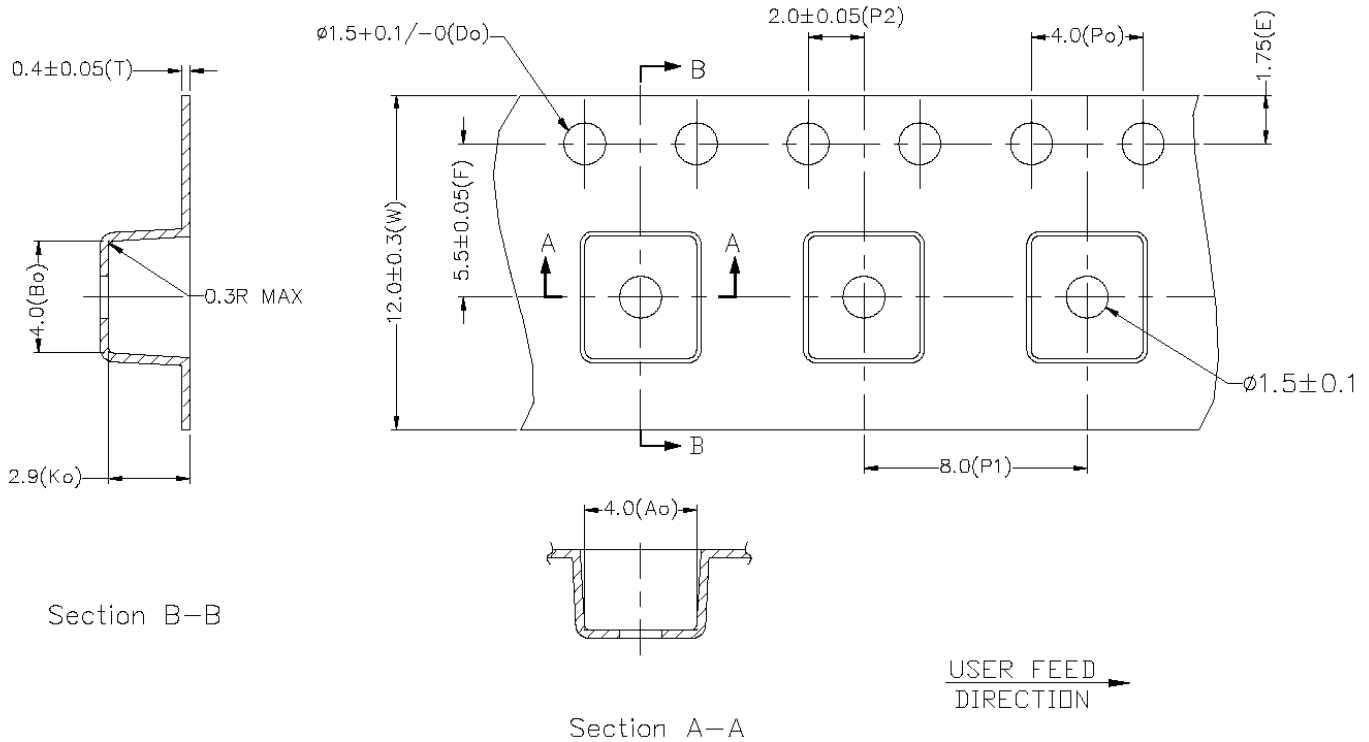 2.0±0.05(P2)
ø1.5+0.1/-0(Do)
4.0(Po)
1.75(E)
0.4±0.05(T)
B
5.5±0.05(F)
12.0±0.3(W)
A
A
4.0(Bo)
0.3R MAX
ø1.5±0.1
B
8.0(P1)
2.9(Ko)
4.0(Ao)
Section B-B
USER FEED
DIRECTION
Section A-A